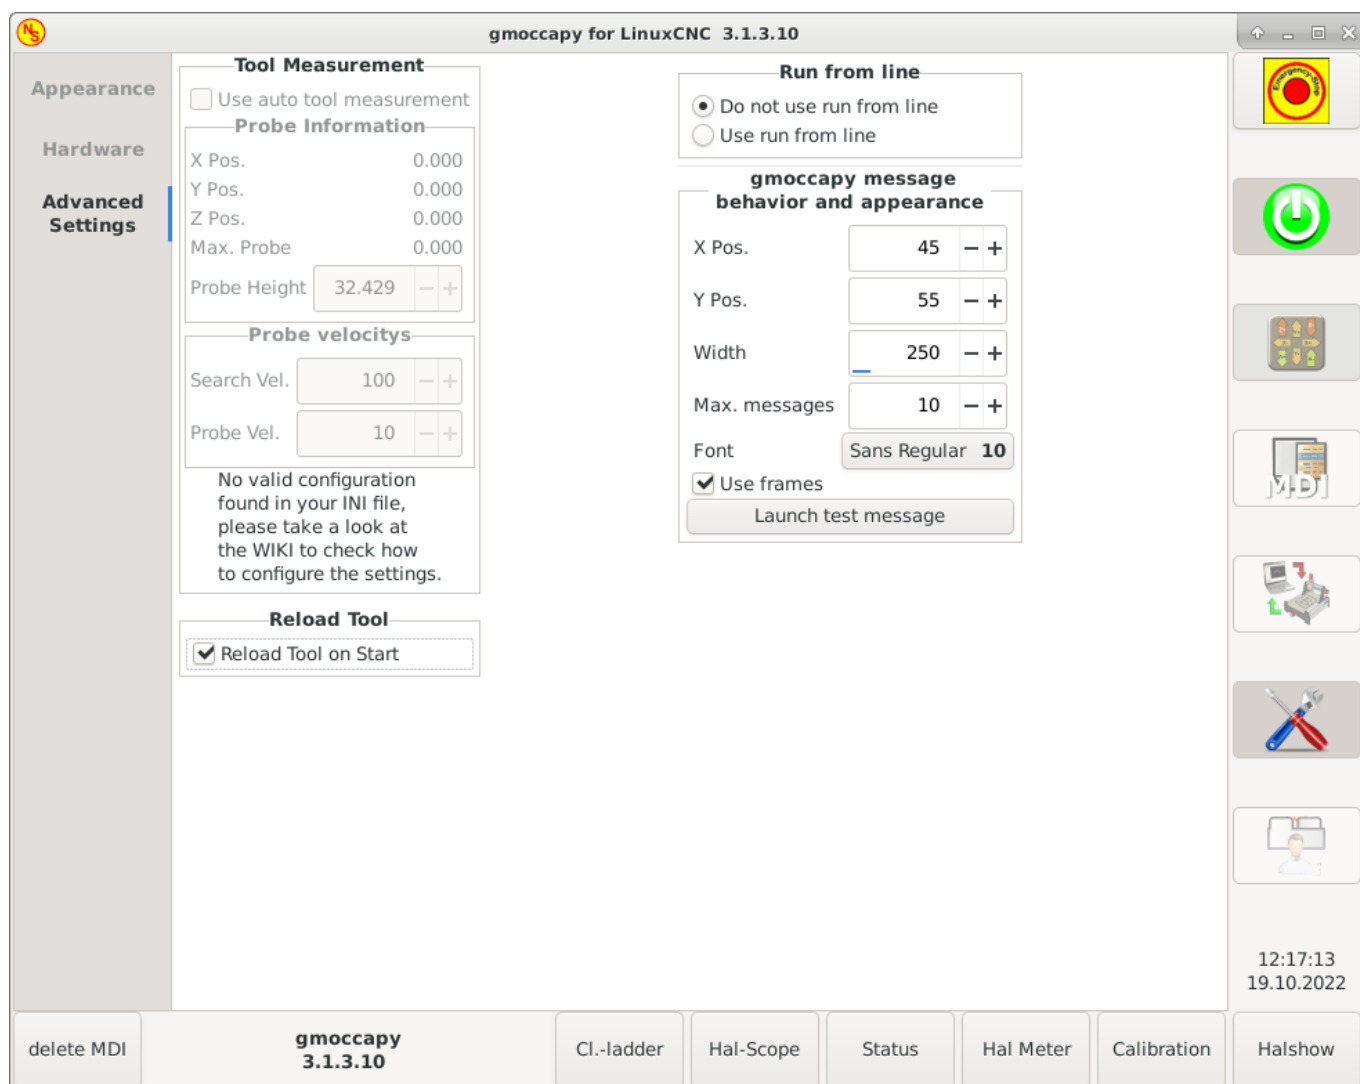 NS
gmoccapy for LinuxCNC 3.1.3.10
Appearance
Hardware
Advanced
Settings
Tool Measurement
Use auto tool measurement
Probe Information
X Pos. 0.000
Y Pos. 0.000
Z Pos. 0.000
Max. Probe 0.000
Probe Height 32.429
Probe velocitys
Search Vel. 100
Probe Vel. 10
No valid configuration
found in your INI file,
please take a look at
the WIKI to check how
to configure the settings.
Reload Tool
Reload Tool on Start
Run from line
Do not use run from line
Use run from line
gmoccapy message
behavior and appearance
X Pos. 45
Y Pos. 55
Width 250
Max. messages 10
Font Sans Regular 10
Use frames
Launch test message
Emergency-Stop
MDI
12:17:13
19.10.2022
delete MDI
gmoccapy
3.1.3.10
Cl.-ladder
Hal-Scope
Status
Hal Meter
Calibration
Halshow